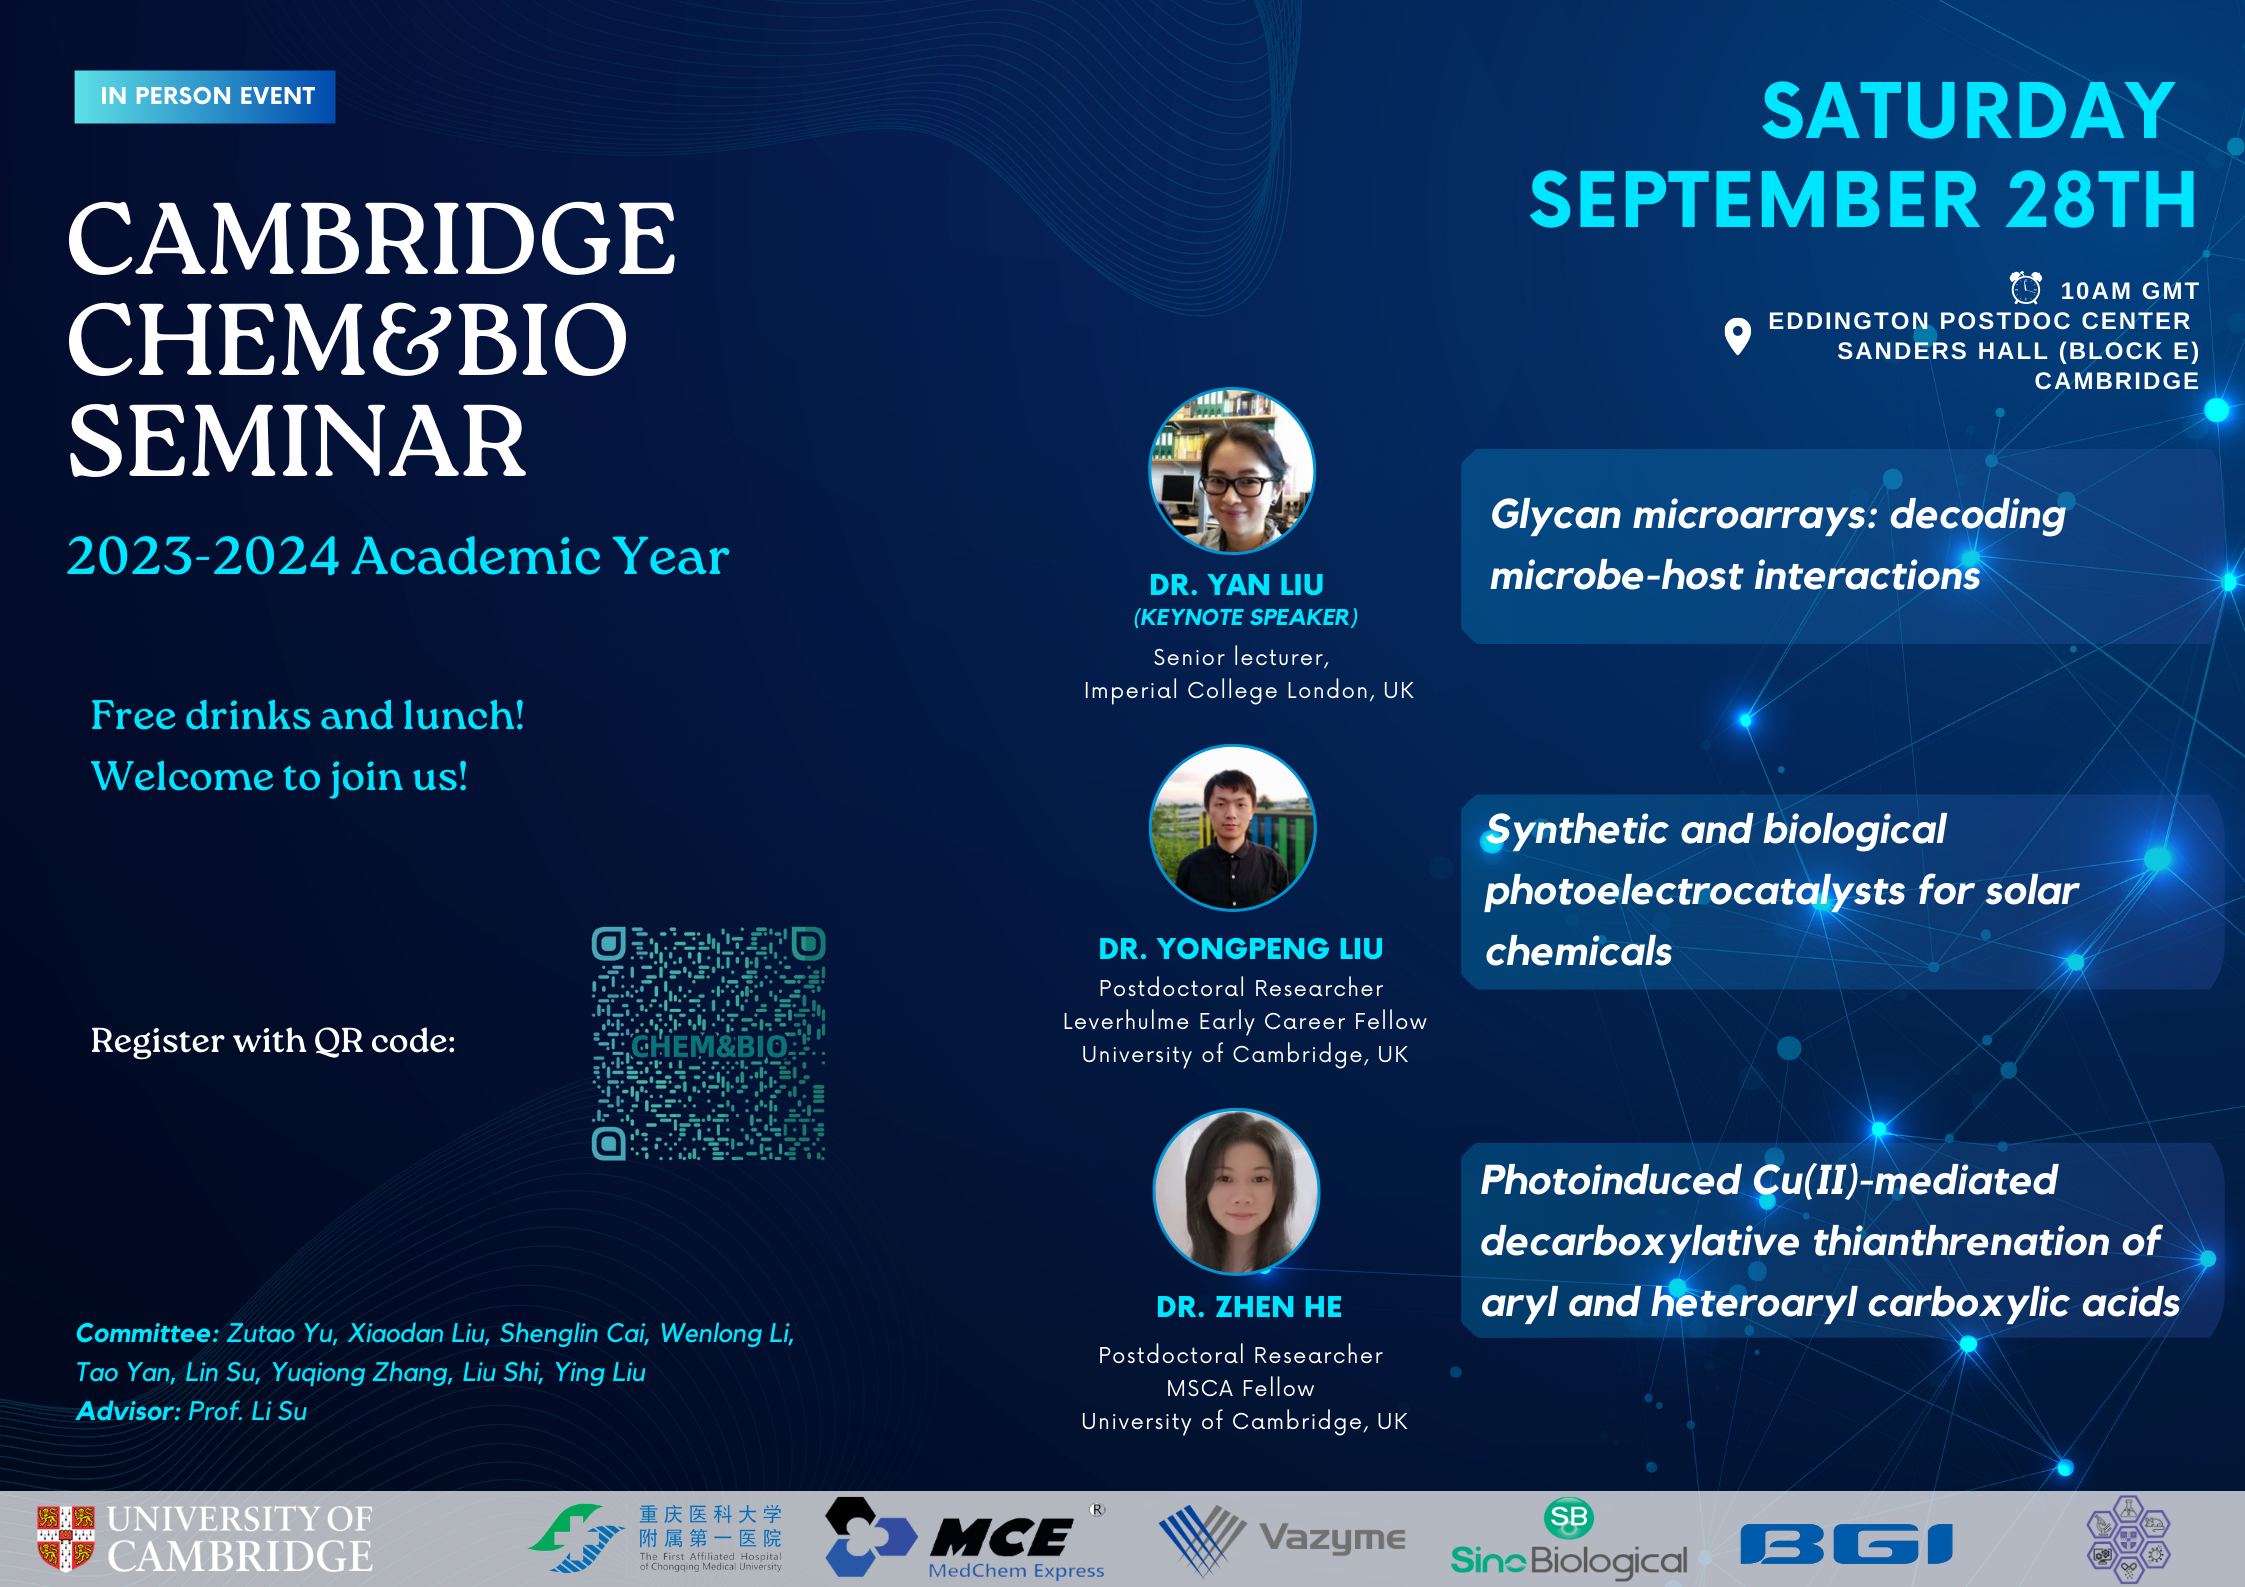 IN PERSON EVENT
CAMBRIDGE
CHEM&BIO
SEMINAR
2023-2024 Academic Year
Free drinks and lunch!
Welcome to join us!
Register with QR code:
CHEM&BIO
Committee: Zutao Yu, Xiaodan Liu, Shenglin Cai, Wenlong Li,
Tao Yan, Lin Su, Yuqiong Zhang, Liu Shi, Ying Liu
Advisor: Prof. Li Su
SATURDAY
SEPTEMBER 28TH
10AM GMT
EDDINGTON POSTDOC CENTER
SANDERS HALL (BLOCK E)
CAMBRIDGE
DR. YAN LIU
(KEYNOTE SPEAKER)
Senior lecturer,
Imperial College London, UK
Glycan microarrays: decoding
microbe-host interactions
DR. YONGPENG LIU
Postdoctoral Researcher
Leverhulme Early Career Fellow
University of Cambridge, UK
Synthetic and biological
photoelectrocatalysts for solar
chemicals
DR. ZHEN HE
Postdoctoral Researcher
MSCA Fellow
University of Cambridge, UK
Photoinduced Cu(II)-mediated
decarboxylative thianthrenation of
aryl and heteroaryl carboxylic acids
UNIVERSITY OF
CAMBRIDGE
重庆医科大学
附属第一医院
The First Affiliated Hospital
of Chongqing Medical University
MCE ®
MedChem Express
Vazyme
SB
Sino Biological
BGI